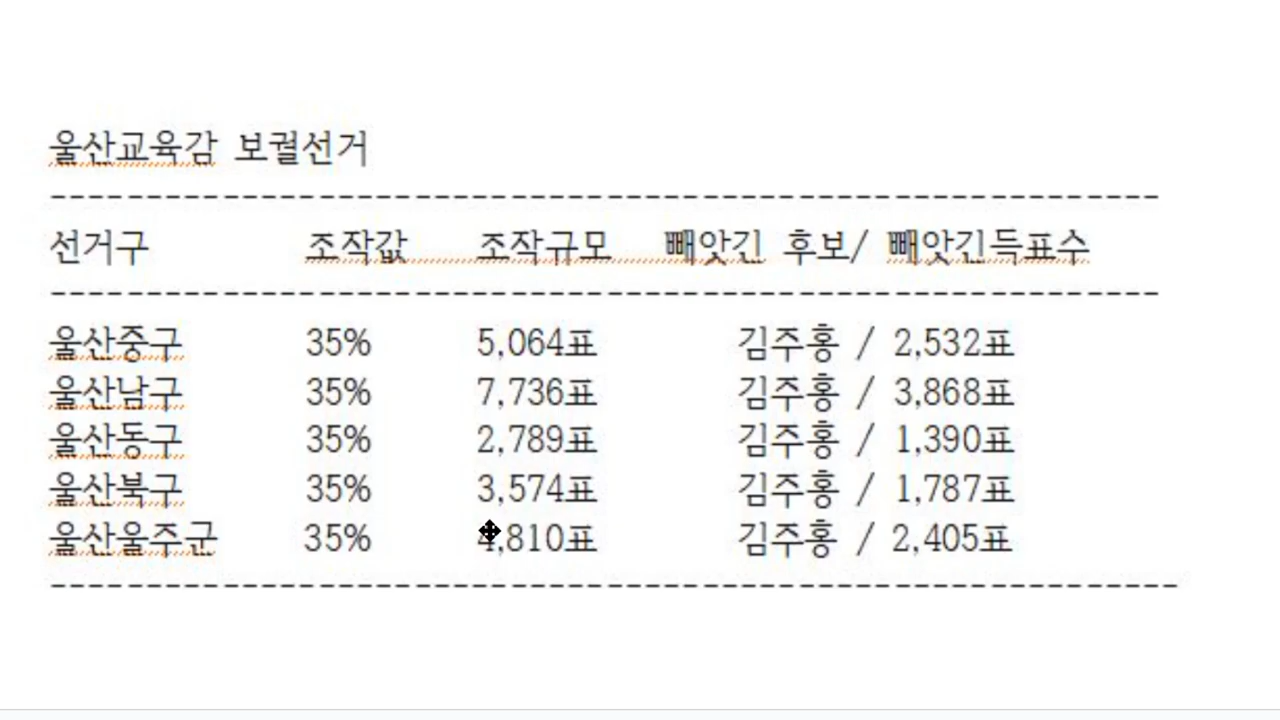 울산교육감 보궐선거
선거구 조작값 조작규모 빼앗긴 후보/ 빼앗긴득표수
울산중구 35% 5,064표 김주홍 / 2,532표
울산남구 35% 7,736표 김주홍 / 3,868표
울산동구 35% 2,789표 김주홍 / 1,390표
울산북구 35% 3,574표 김주홍 / 1,787표
울산울주군 35% 4,810표 김주홍 / 2,405표